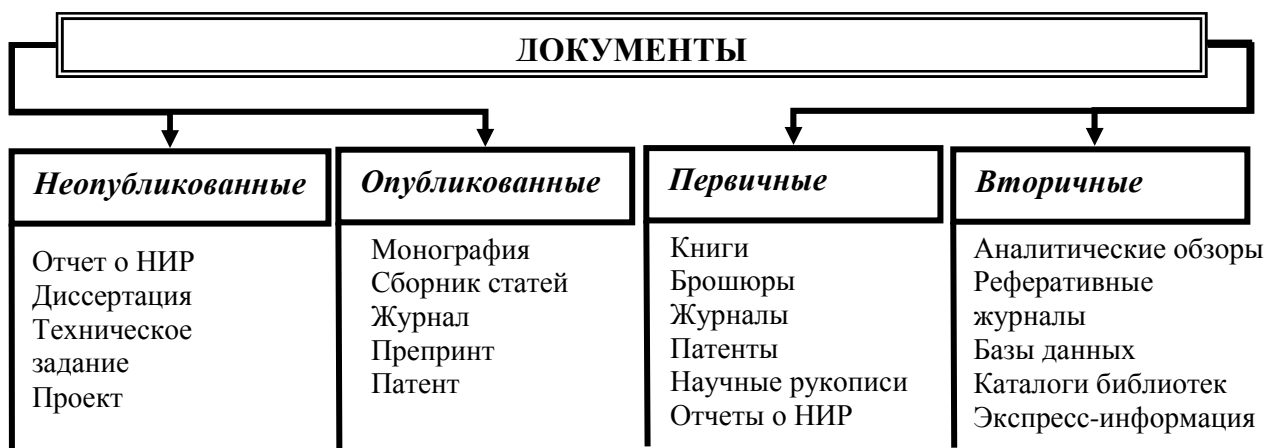 ДОКУМЕНТЫ
Неопубликованные
Отчет о НИР
Диссертация
Техническое
задание
Проект
Опубликованные
Монография
Сборник статей
Журнал
Препринт
Патент
Первичные
Книги
Брошюры
Журналы
Патенты
Научные рукописи
Отчеты о НИР
Вторичные
Аналитические обзоры
Реферативные
журналы
Базы данных
Каталоги библиотек
Экспресс-информация